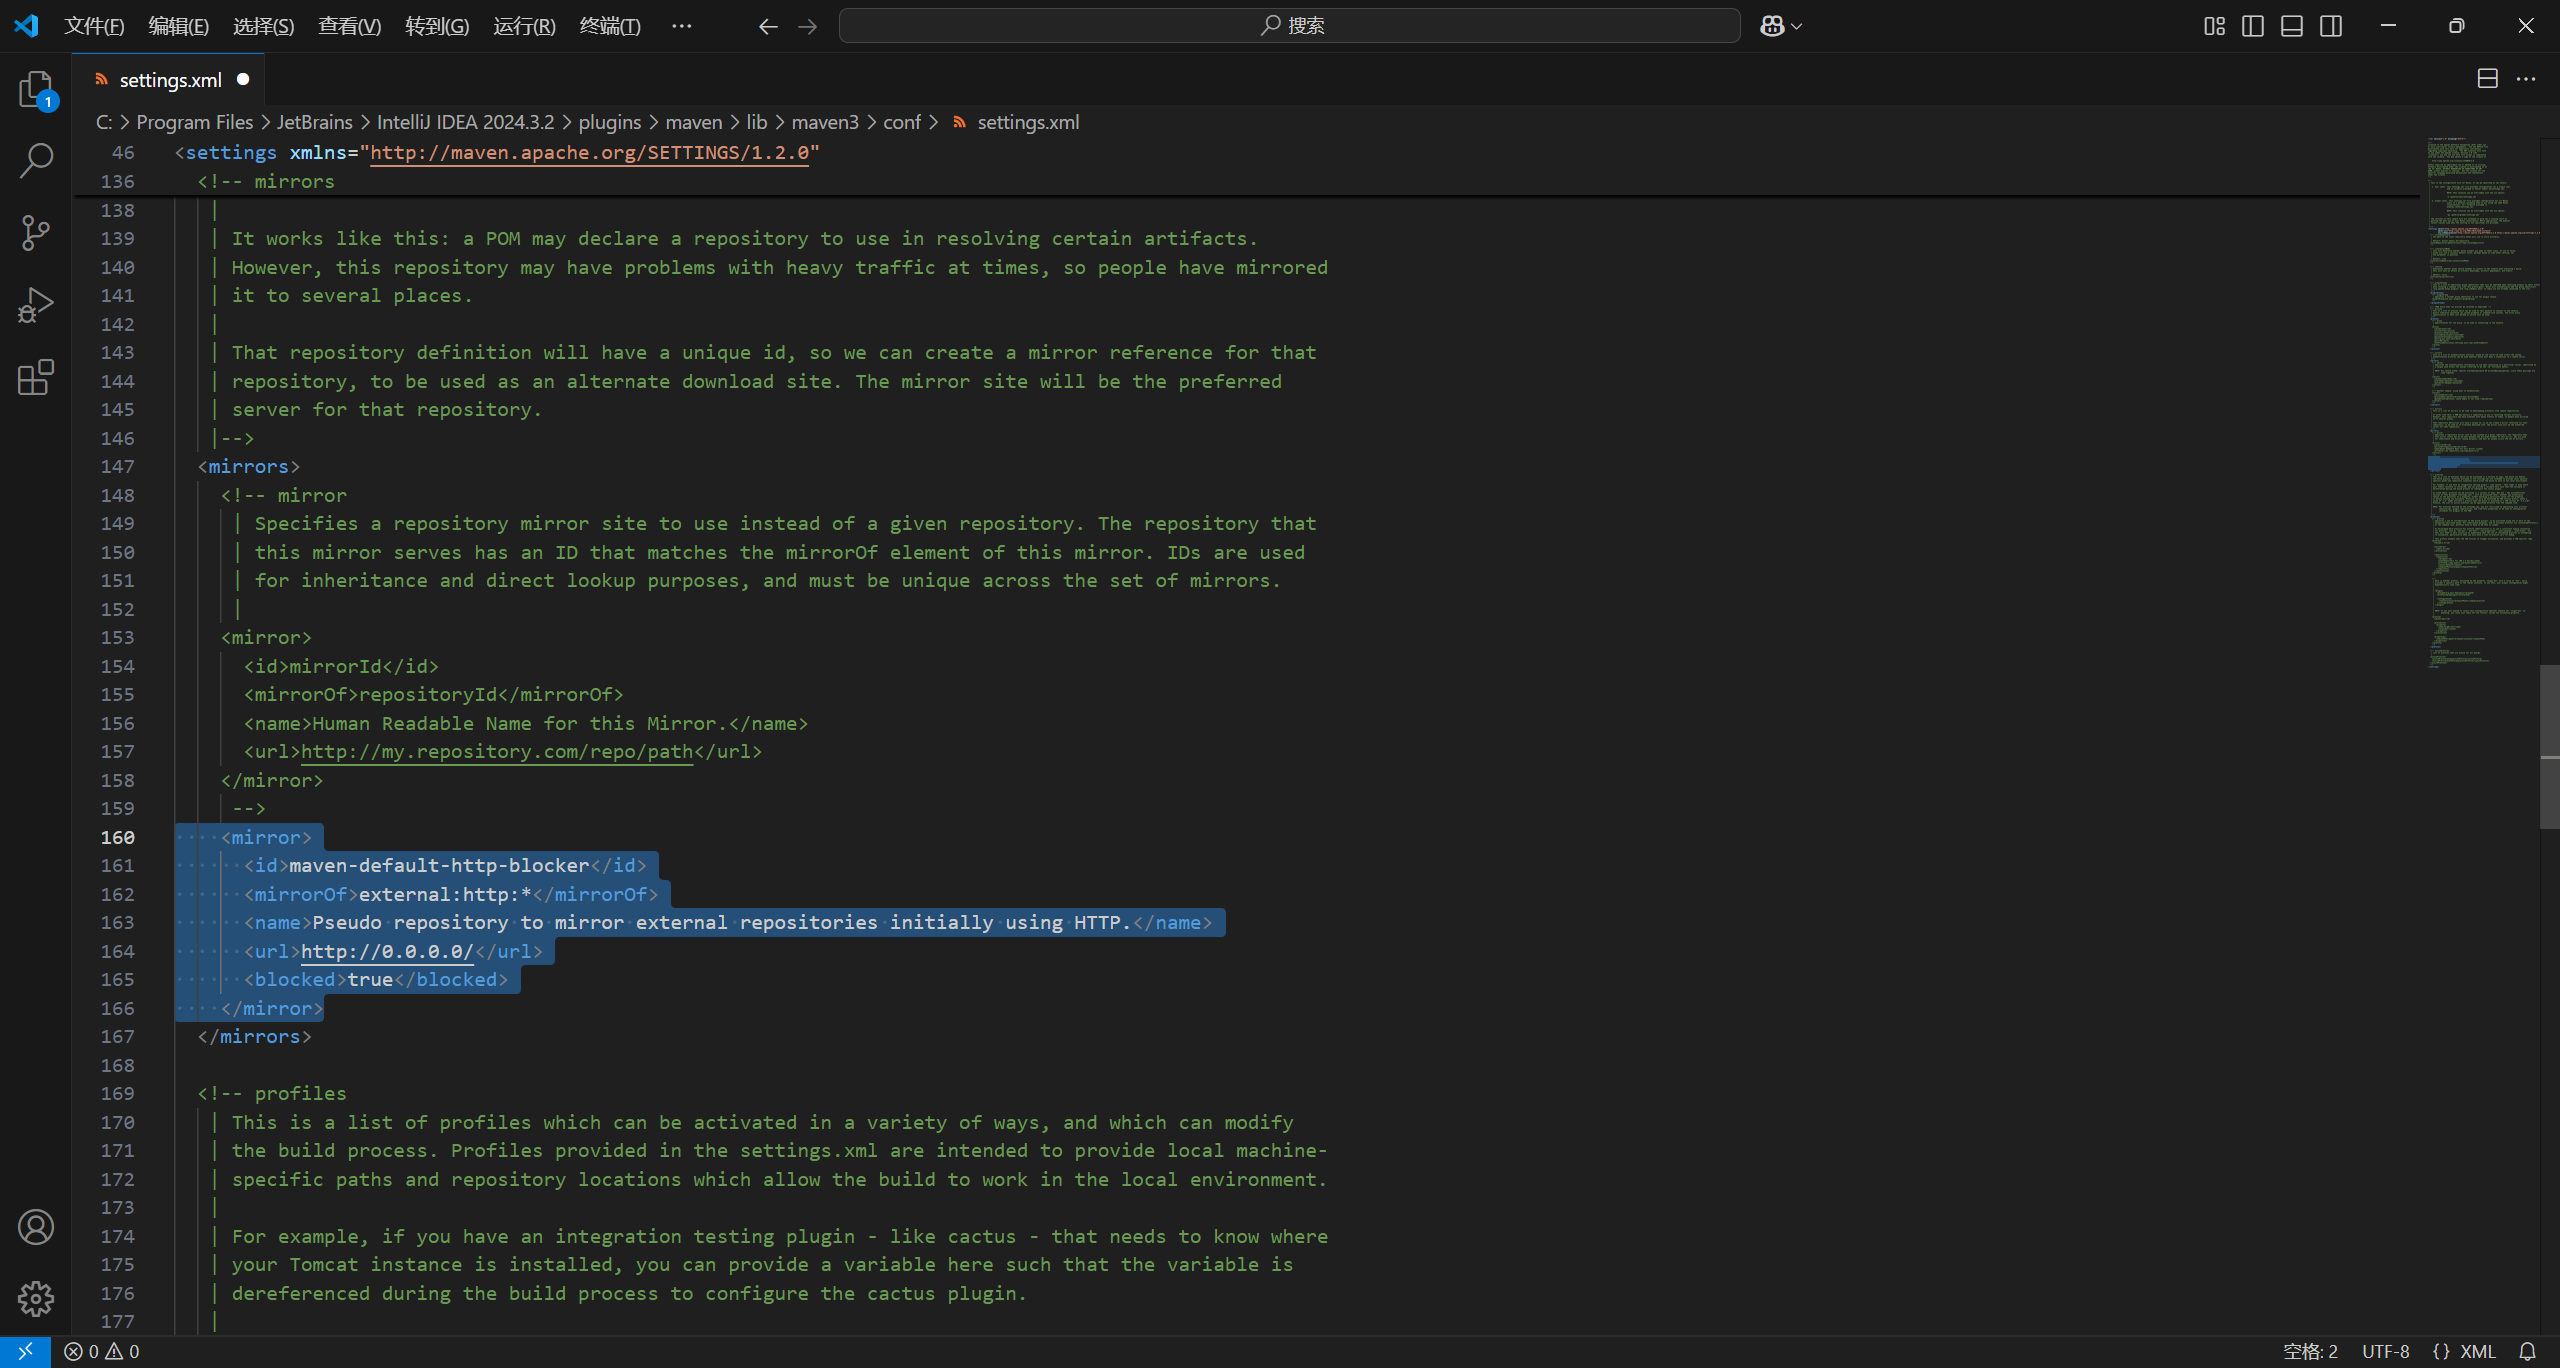 文件(F) 编辑(E) 选择(S) 查看(V) 转到(G) 运行(R) 终端(T) ··· 搜索
settings.xml
1
C: > Program Files > JetBrains > IntelliJ IDEA 2024.3.2 > plugins > maven > lib > maven3 > conf > settings.xml
46 <settings xmlns="http://maven.apache.org/SETTINGS/1.2.0"
136 <!-- mirrors
138 |
139 | It works like this: a POM may declare a repository to use in resolving certain artifacts.
140 | However, this repository may have problems with heavy traffic at times, so people have mirrored
141 | it to several places.
142 |
143 | That repository definition will have a unique id, so we can create a mirror reference for that
144 | repository, to be used as an alternate download site. The mirror site will be the preferred
145 | server for that repository.
146 |-->
147 <mirrors>
148 <!-- mirror
149 | Specifies a repository mirror site to use instead of a given repository. The repository that
150 | this mirror serves has an ID that matches the mirrorOf element of this mirror. IDs are used
151 | for inheritance and direct lookup purposes, and must be unique across the set of mirrors.
152 |
153 <mirror>
154 <id>mirrorId</id>
155 <mirrorOf>repositoryId</mirrorOf>
156 <name>Human Readable Name for this Mirror.</name>
157 <url>http://my.repository.com/repo/path</url>
158 </mirror>
159 -->
160 <mirror>
161 <id>maven-default-http-blocker</id>
162 <mirrorOf>external:http:*</mirrorOf>
163 <name>Pseudo repository to mirror external repositories initially using HTTP.</name>
164 <url>http://0.0.0.0/</url>
165 <blocked>true</blocked>
166 </mirror>
167 </mirrors>
168
169 <!-- profiles
170 | This is a list of profiles which can be activated in a variety of ways, and which can modify
171 | the build process. Profiles provided in the settings.xml are intended to provide local machine-
172 | specific paths and repository locations which allow the build to work in the local environment.
173 |
174 | For example, if you have an integration testing plugin - like cactus - that needs to know where
175 | your Tomcat instance is installed, you can provide a variable here such that the variable is
176 | dereferenced during the build process to configure the cactus plugin.
177 |
0 0 空格: 2 UTF-8 {} XML